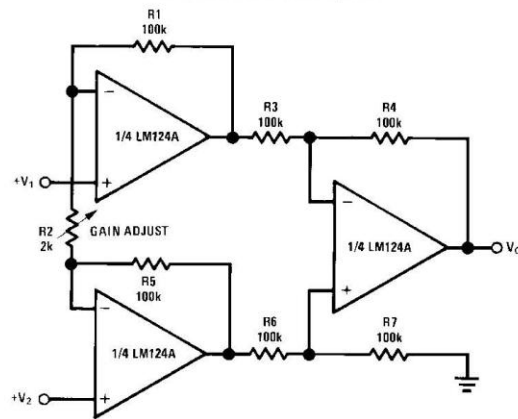 R1
100k
1/4 LM124A
+V1
R2
2k
GAIN ADJUST
R5
100k
1/4 LM124A
+V2
R3
100k
R4
100k
1/4 LM124A
R6
100k
R7
100k